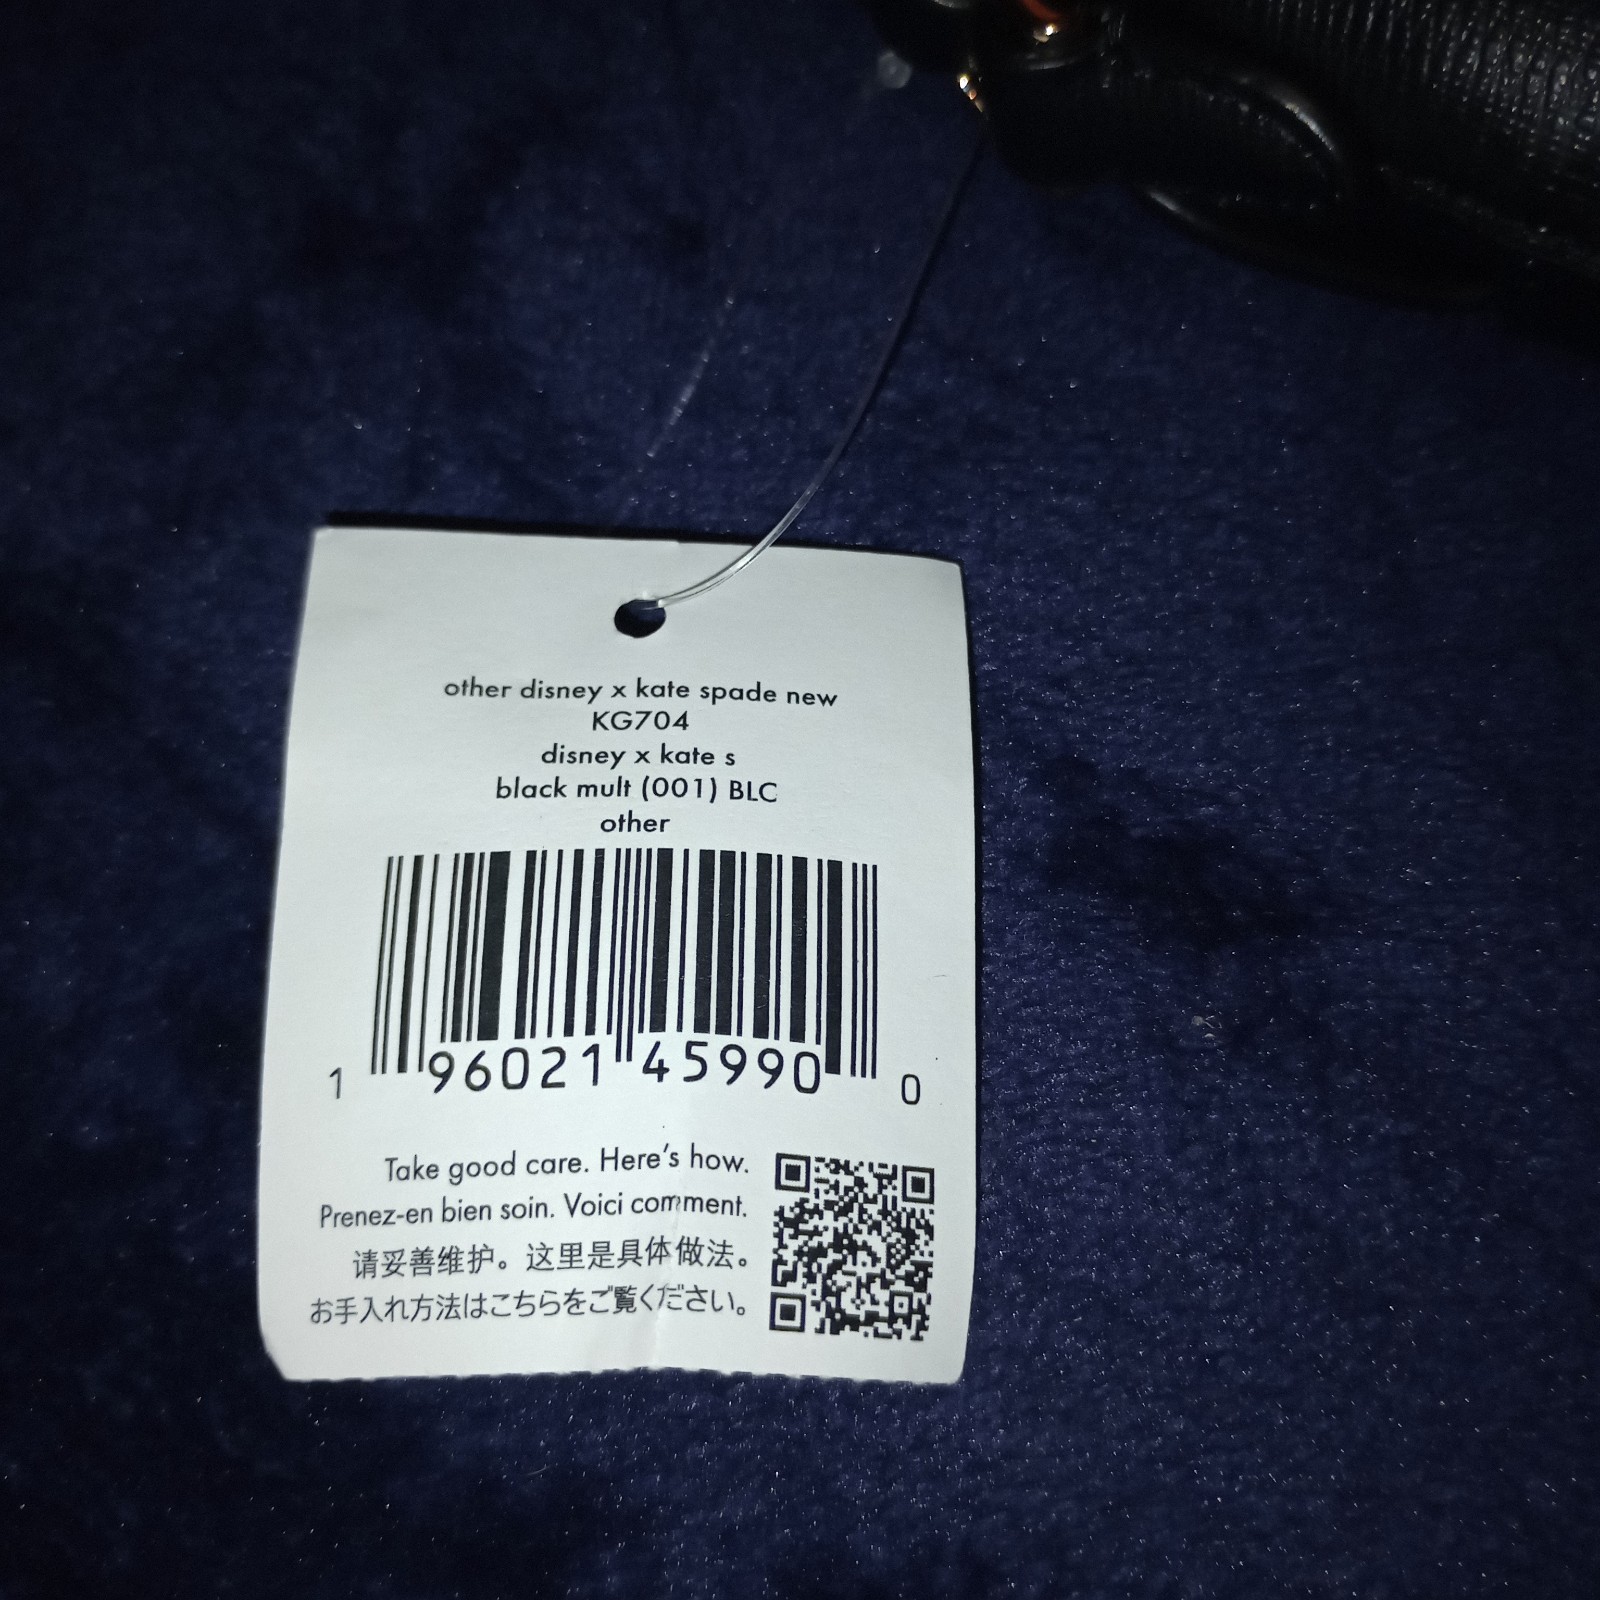 other disney x kate spade new
KG704
disney x kate s
black mult (001) BLC
other
1 96021 45990 0
Take good care. Here's how.
Prenez-en bien soin. Voici comment.
请妥善维护。这里是具体做法。
お手入れ方法はこちらをご覧ください。